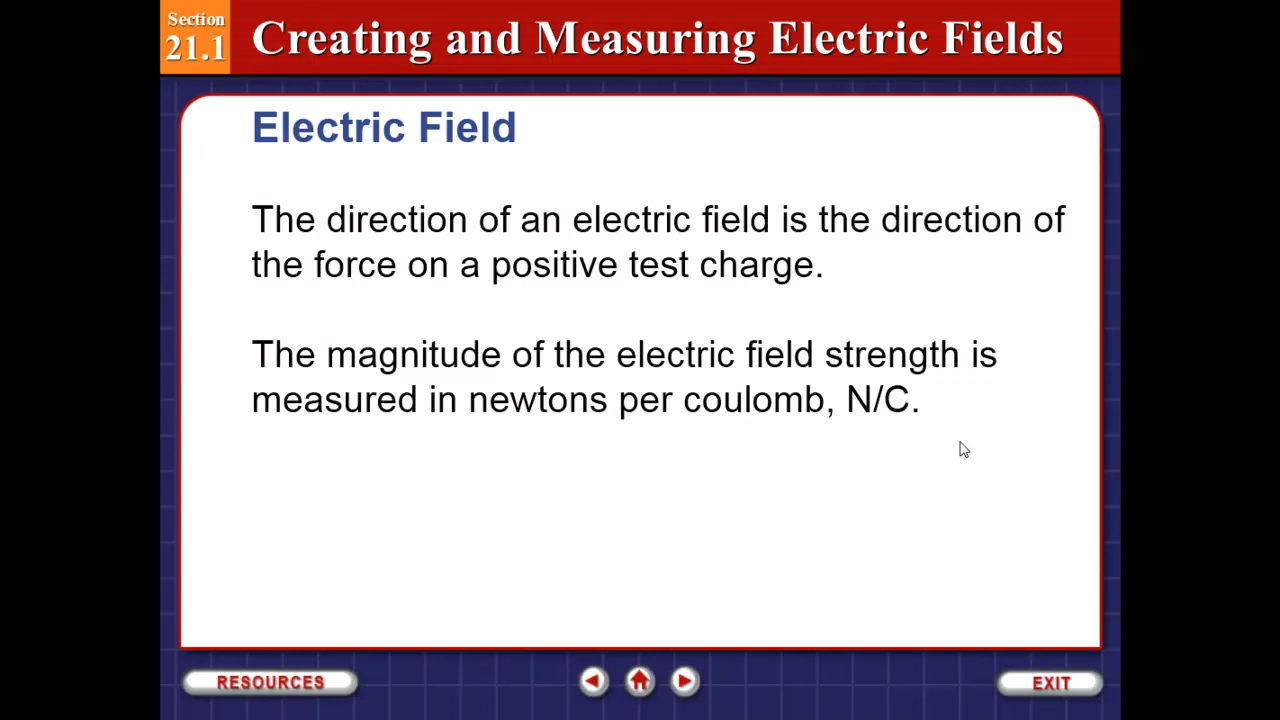 Section
21.1
Creating and Measuring Electric Fields
Electric Field
The direction of an electric field is the direction of
the force on a positive test charge.
The magnitude of the electric field strength is
measured in newtons per coulomb, N/C.
RESOURCES
EXIT